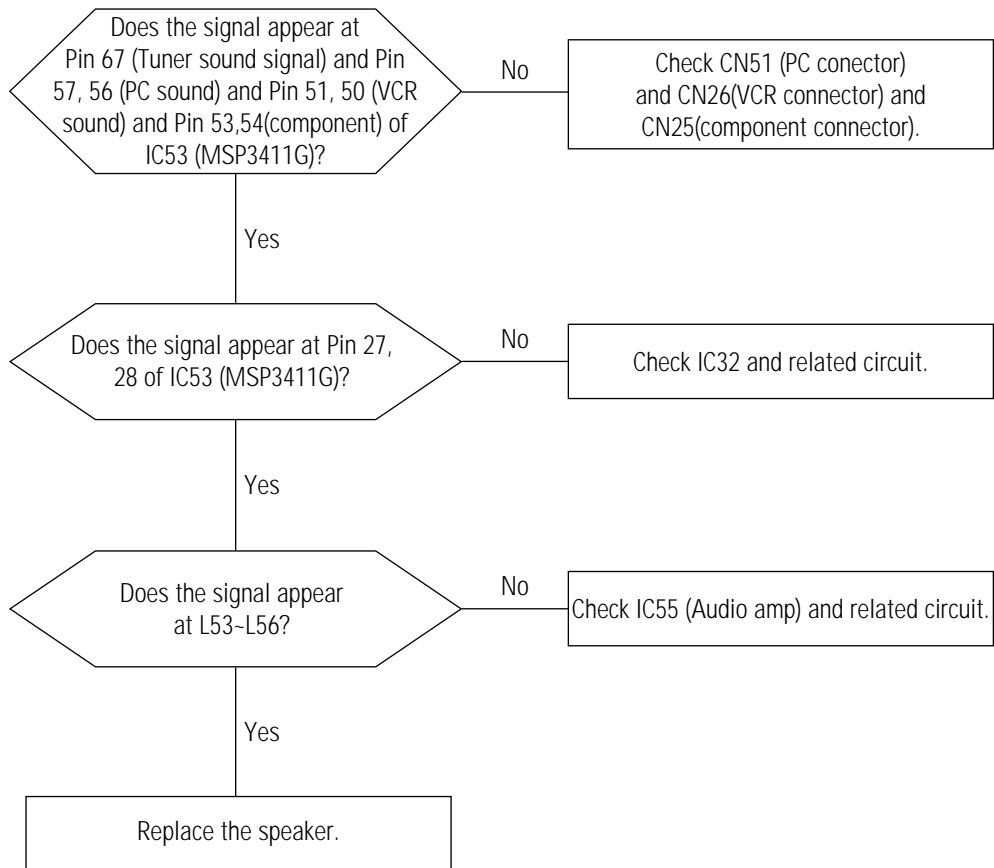 Does the signal appear at
Pin 67 (Tuner sound signal) and Pin
57, 56 (PC sound) and Pin 51, 50 (VCR
sound) and Pin 53,54(component) of
IC53 (MSP3411G)?
No
Check CN51 (PC conector)
and CN26(VCR connector) and
CN25(component connector).
Yes
Does the signal appear at Pin 27,
28 of IC53 (MSP3411G)?
No
Check IC32 and related circuit.
Yes
Does the signal appear
at L53~L56?
No
Check IC55 (Audio amp) and related circuit.
Yes
Replace the speaker.